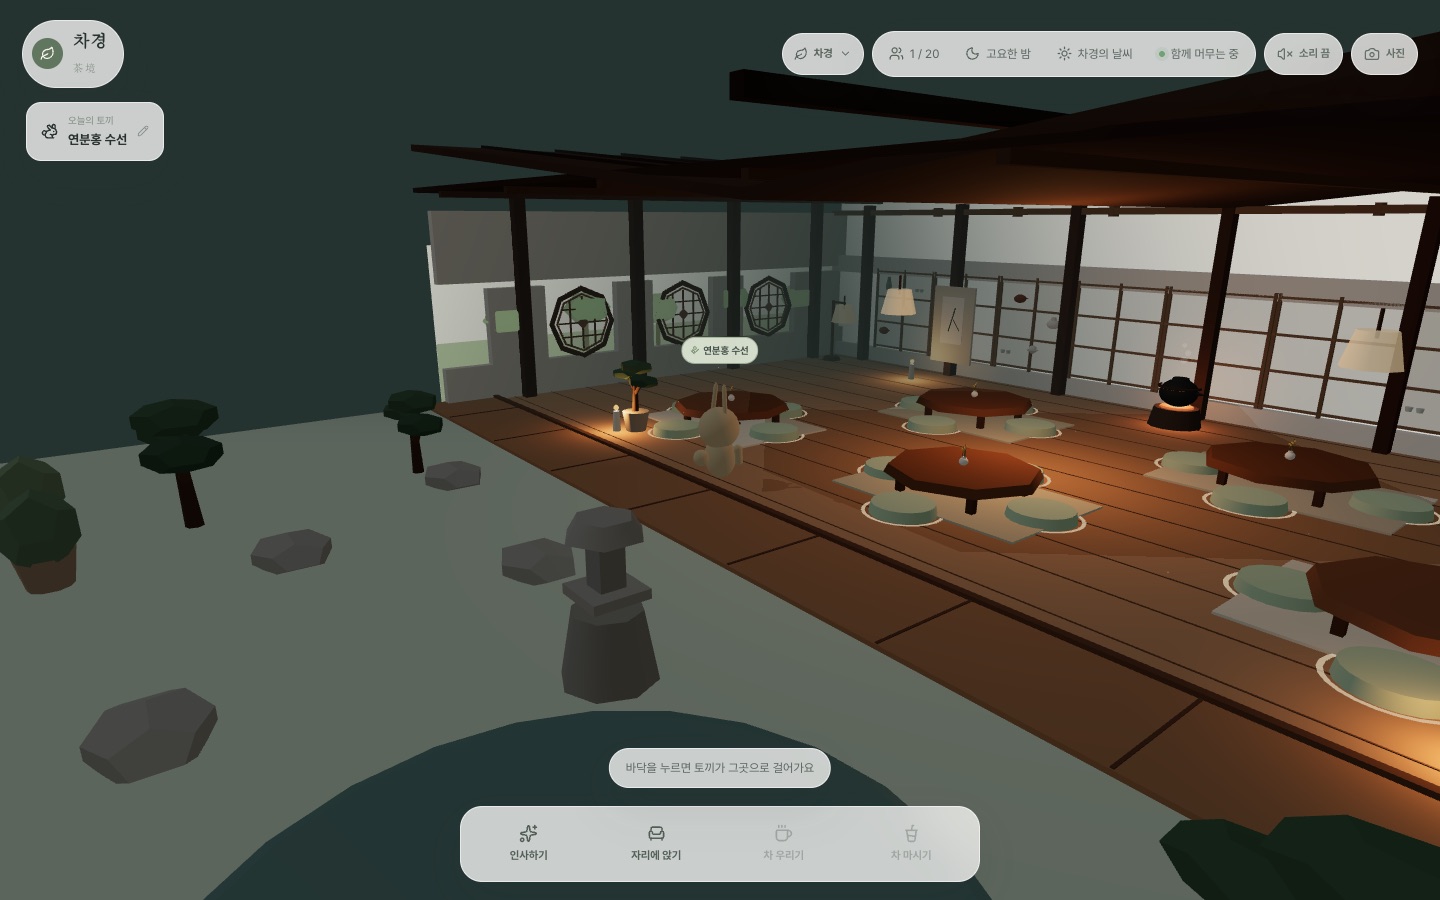 차경
茶境
오늘의 토끼
연분홍 수선
차경
1 / 20
고요한 밤
차경의 날씨
함께 머무는 중
소리 끔
사진
연분홍 수선
바닥을 누르면 토끼가 그곳으로 걸어가요
인사하기
자리에 앉기
차 우리기
차 마시기